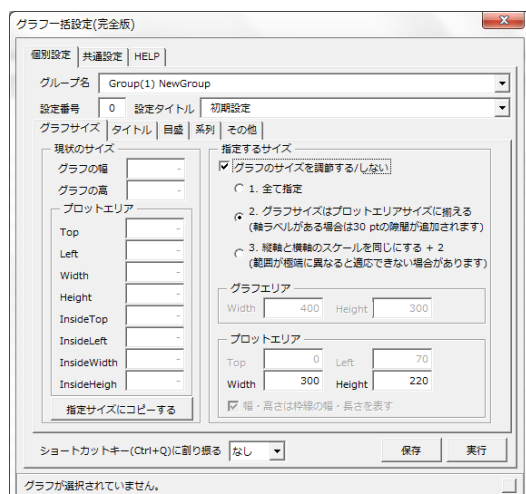 グラフ一括設定(完全版)
個別設定 共通設定 HELP
グループ名 Group(1) NewGroup
設定番号 0 設定タイトル 初期設定
グラフサイズ タイトル 目盛 系列 その他
現状のサイズ
グラフの幅 -
グラフの高 -
プロットエリア
Top -
Left -
Width -
Height -
InsideTop -
InsideLeft -
InsideWidth -
InsideHeigh -
指定サイズにコピーする
指定するサイズ
グラフのサイズを調節する/しない
1. 全て指定
2. グラフサイズはプロットエリアサイズに揃える
(軸ラベルがある場合は30 ptの隙間が追加されます)
3. 縦軸と横軸のスケールを同じにする + 2
(範囲が極端に異なると適応できない場合があります)
グラフエリア
Width 400 Height 300
プロットエリア
Top 0 Left 70
Width 300 Height 220
幅・高さは枠線の幅・長さを表す
ショートカットキー(Ctrl+Q)に割り振る なし 保存 実行
グラフが選択されていません。